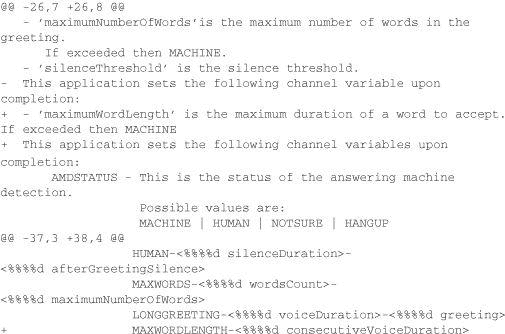 @@ -26,7 +26,8 @@
- 'maximumNumberOfWords'is the maximum number of words in the
greeting.
If exceeded then MACHINE.
- 'silenceThreshold' is the silence threshold.
- This application sets the following channel variable upon
completion:
+ - 'maximumWordLength' is the maximum duration of a word to accept.
If exceeded then MACHINE
+ This application sets the following channel variables upon
completion:
AMDSTATUS - This is the status of the answering machine
detection.
Possible values are:
MACHINE | HUMAN | NOTSURE | HANGUP
@@ -37,3 +38,4 @@
HUMAN-<%%%%d silenceDuration>-
<%%%%d afterGreetingSilence>
MAXWORDS-<%%%%d wordsCount>-
<%%%%d maximumNumberOfWords>
LONGGREETING-<%%%%d voiceDuration>-<%%%%d greeting>
+ MAXWORDLENGTH-<%%%%d consecutiveVoiceDuration>